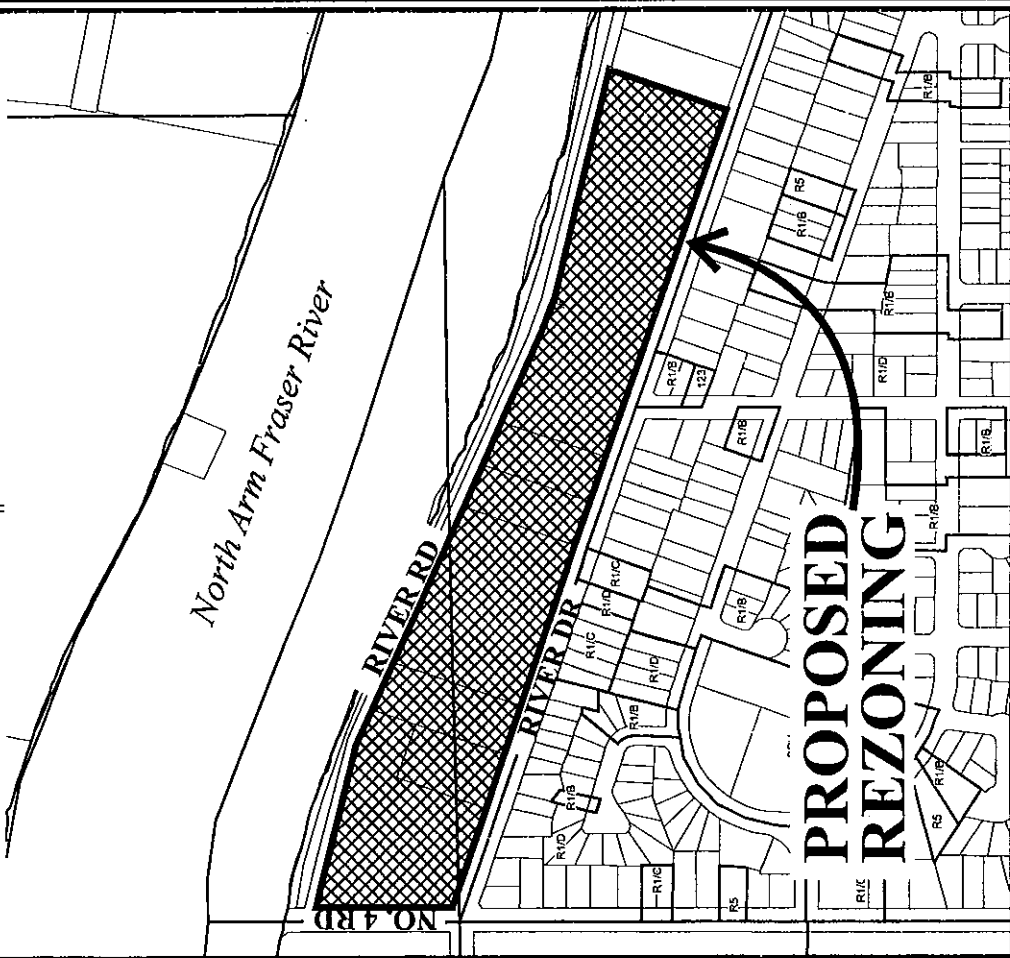 North Arm Fraser River
RIVER RD
RIVER DR
NO. 4 RD
PROPOSED
REZONING
R1/B
R5
R1/B
R1/B
R1/D
R1/B
123
R1/B
R1/B
R1/B
R1/C
R1/D
R1/C
R1/B
R1/D
R1/B
R1/B
R1/D
R1/C
R5
R1/B
R5